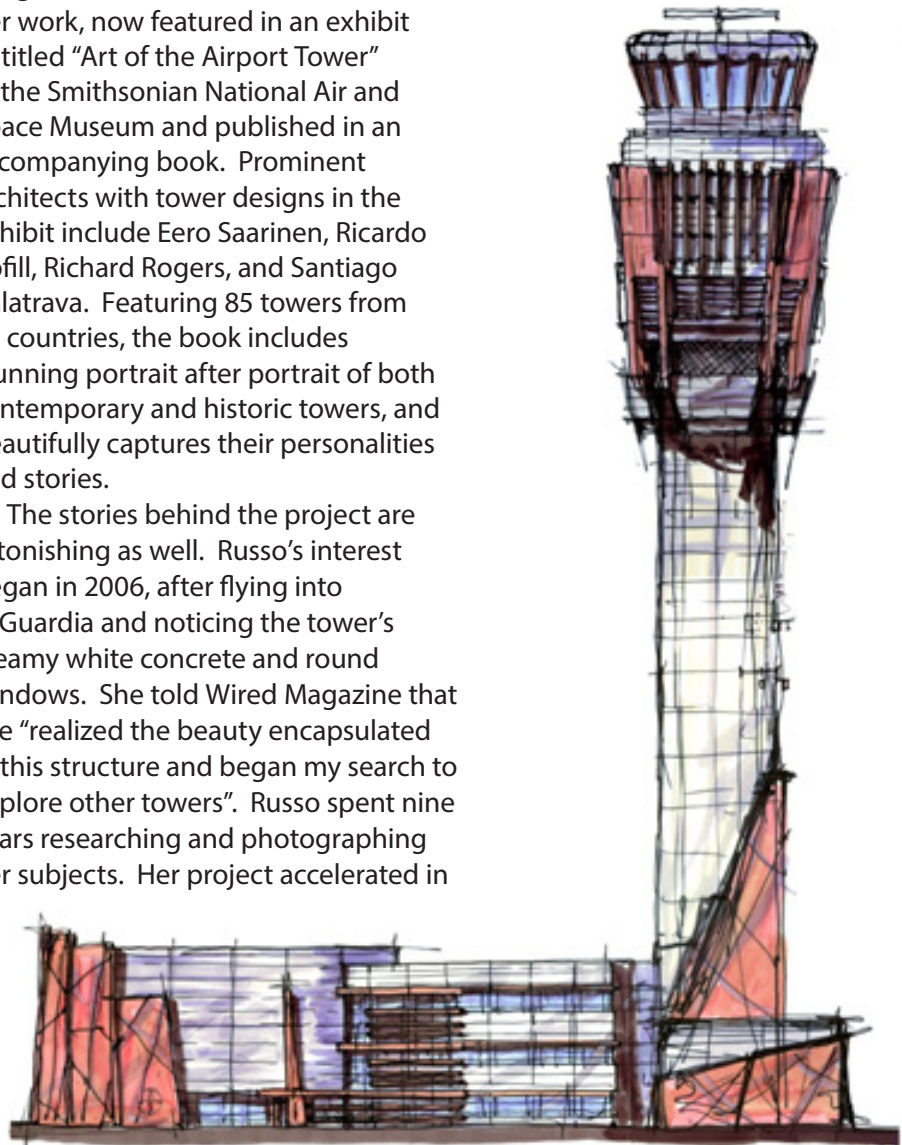 er work, now featured in an exhibit
titled “Art of the Airport Tower”
the Smithsonian National Air and
ace Museum and published in an
companying book.  Prominent
chitects with tower designs in the
hibit include Eero Saarinen, Ricardo
ofill, Richard Rogers, and Santiago
latrava.  Featuring 85 towers from
countries, the book includes
unning portrait after portrait of both
ntemporary and historic towers, and
eautifully captures their personalities
d stories.
The stories behind the project are
tonishing as well.  Russo’s interest
egan in 2006, after flying into
Guardia and noticing the tower’s
eamy white concrete and round
ndows.  She told Wired Magazine that
e “realized the beauty encapsulated
this structure and began my search to
plore other towers”.  Russo spent nine
ars researching and photographing
er subjects.  Her project accelerated in